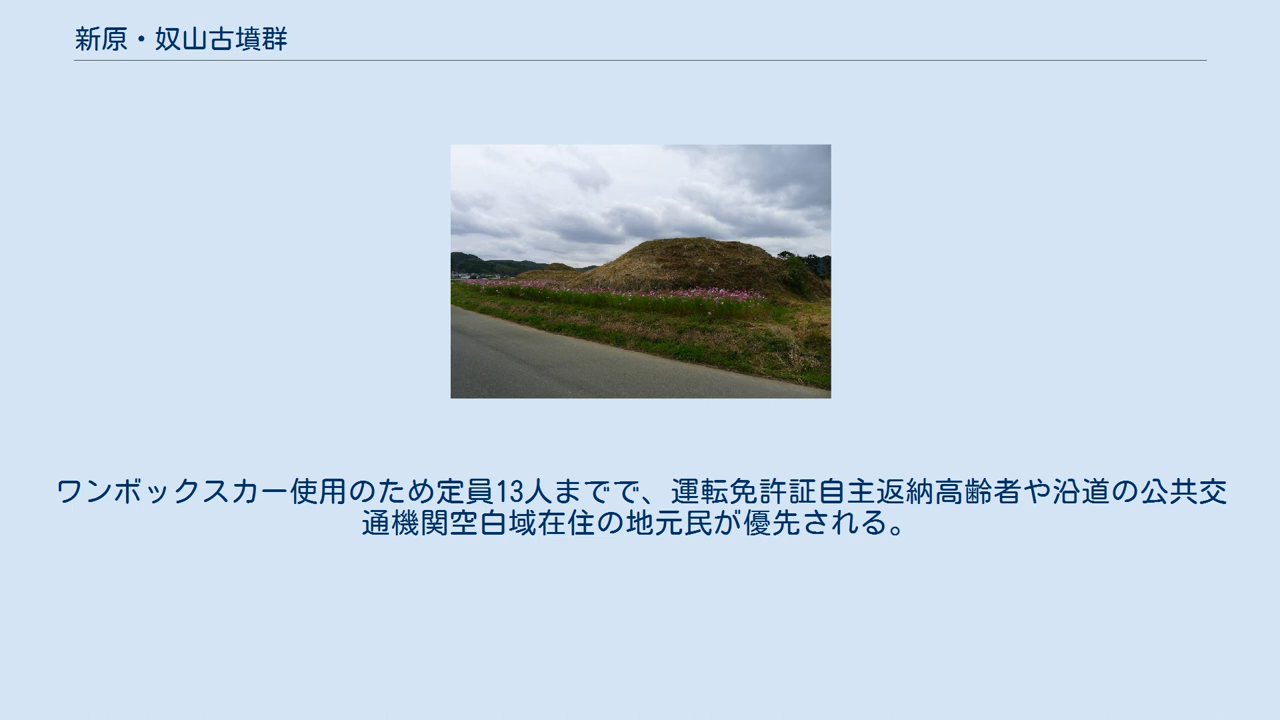 新原・奴山古墳群
ワンボックスカー使用のため定員13人までで、運転免許証自主返納高齢者や沿道の公共交
通機関空白域在住の地元民が優先される。